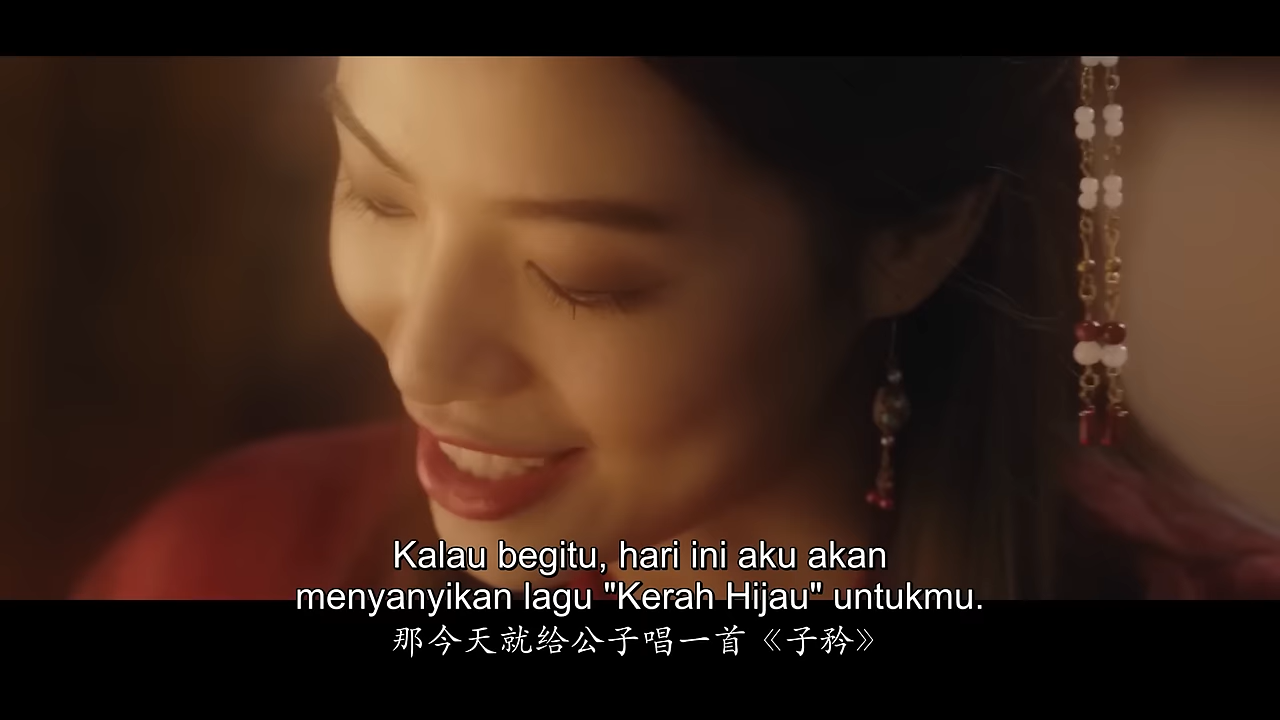 Kalau begitu, hari ini aku akan
menyanyikan lagu "Kerah Hijau" untukmu.
那今天就给公子唱一首《子矜》